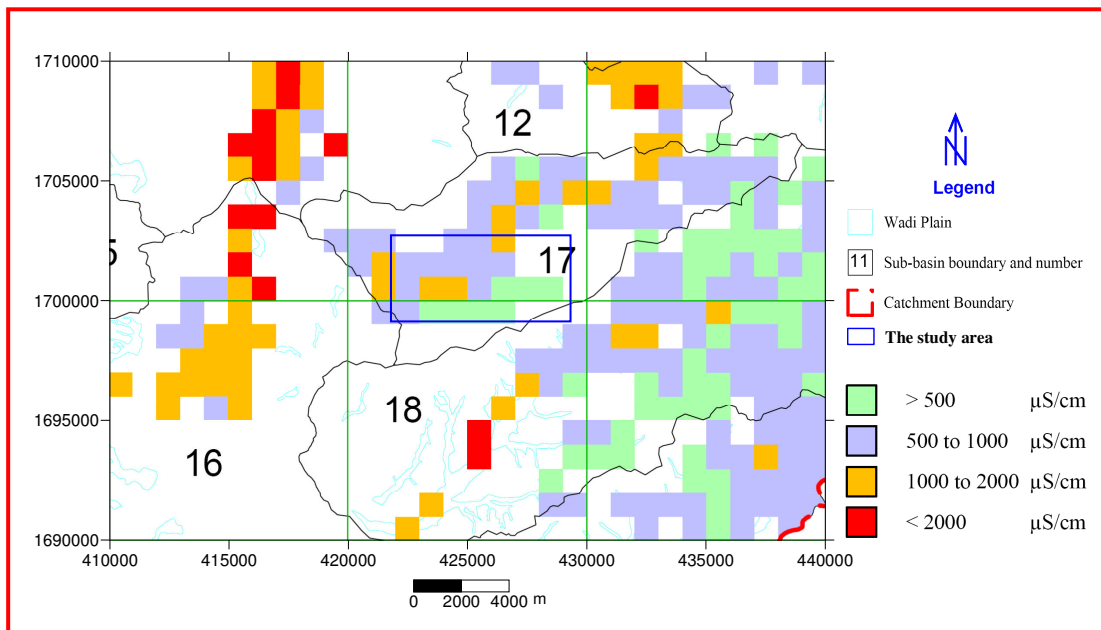 1710000
1705000
1700000
1695000
1690000
410000 415000 420000 425000 430000 435000 440000
12
17
5
18
16
0 2000 4000 m
N
Legend
Wadi Plain
11 Sub-basin boundary and number
Catchment Boundary
The study area
> 500 µS/cm
500 to 1000 µS/cm
1000 to 2000 µS/cm
< 2000 µS/cm